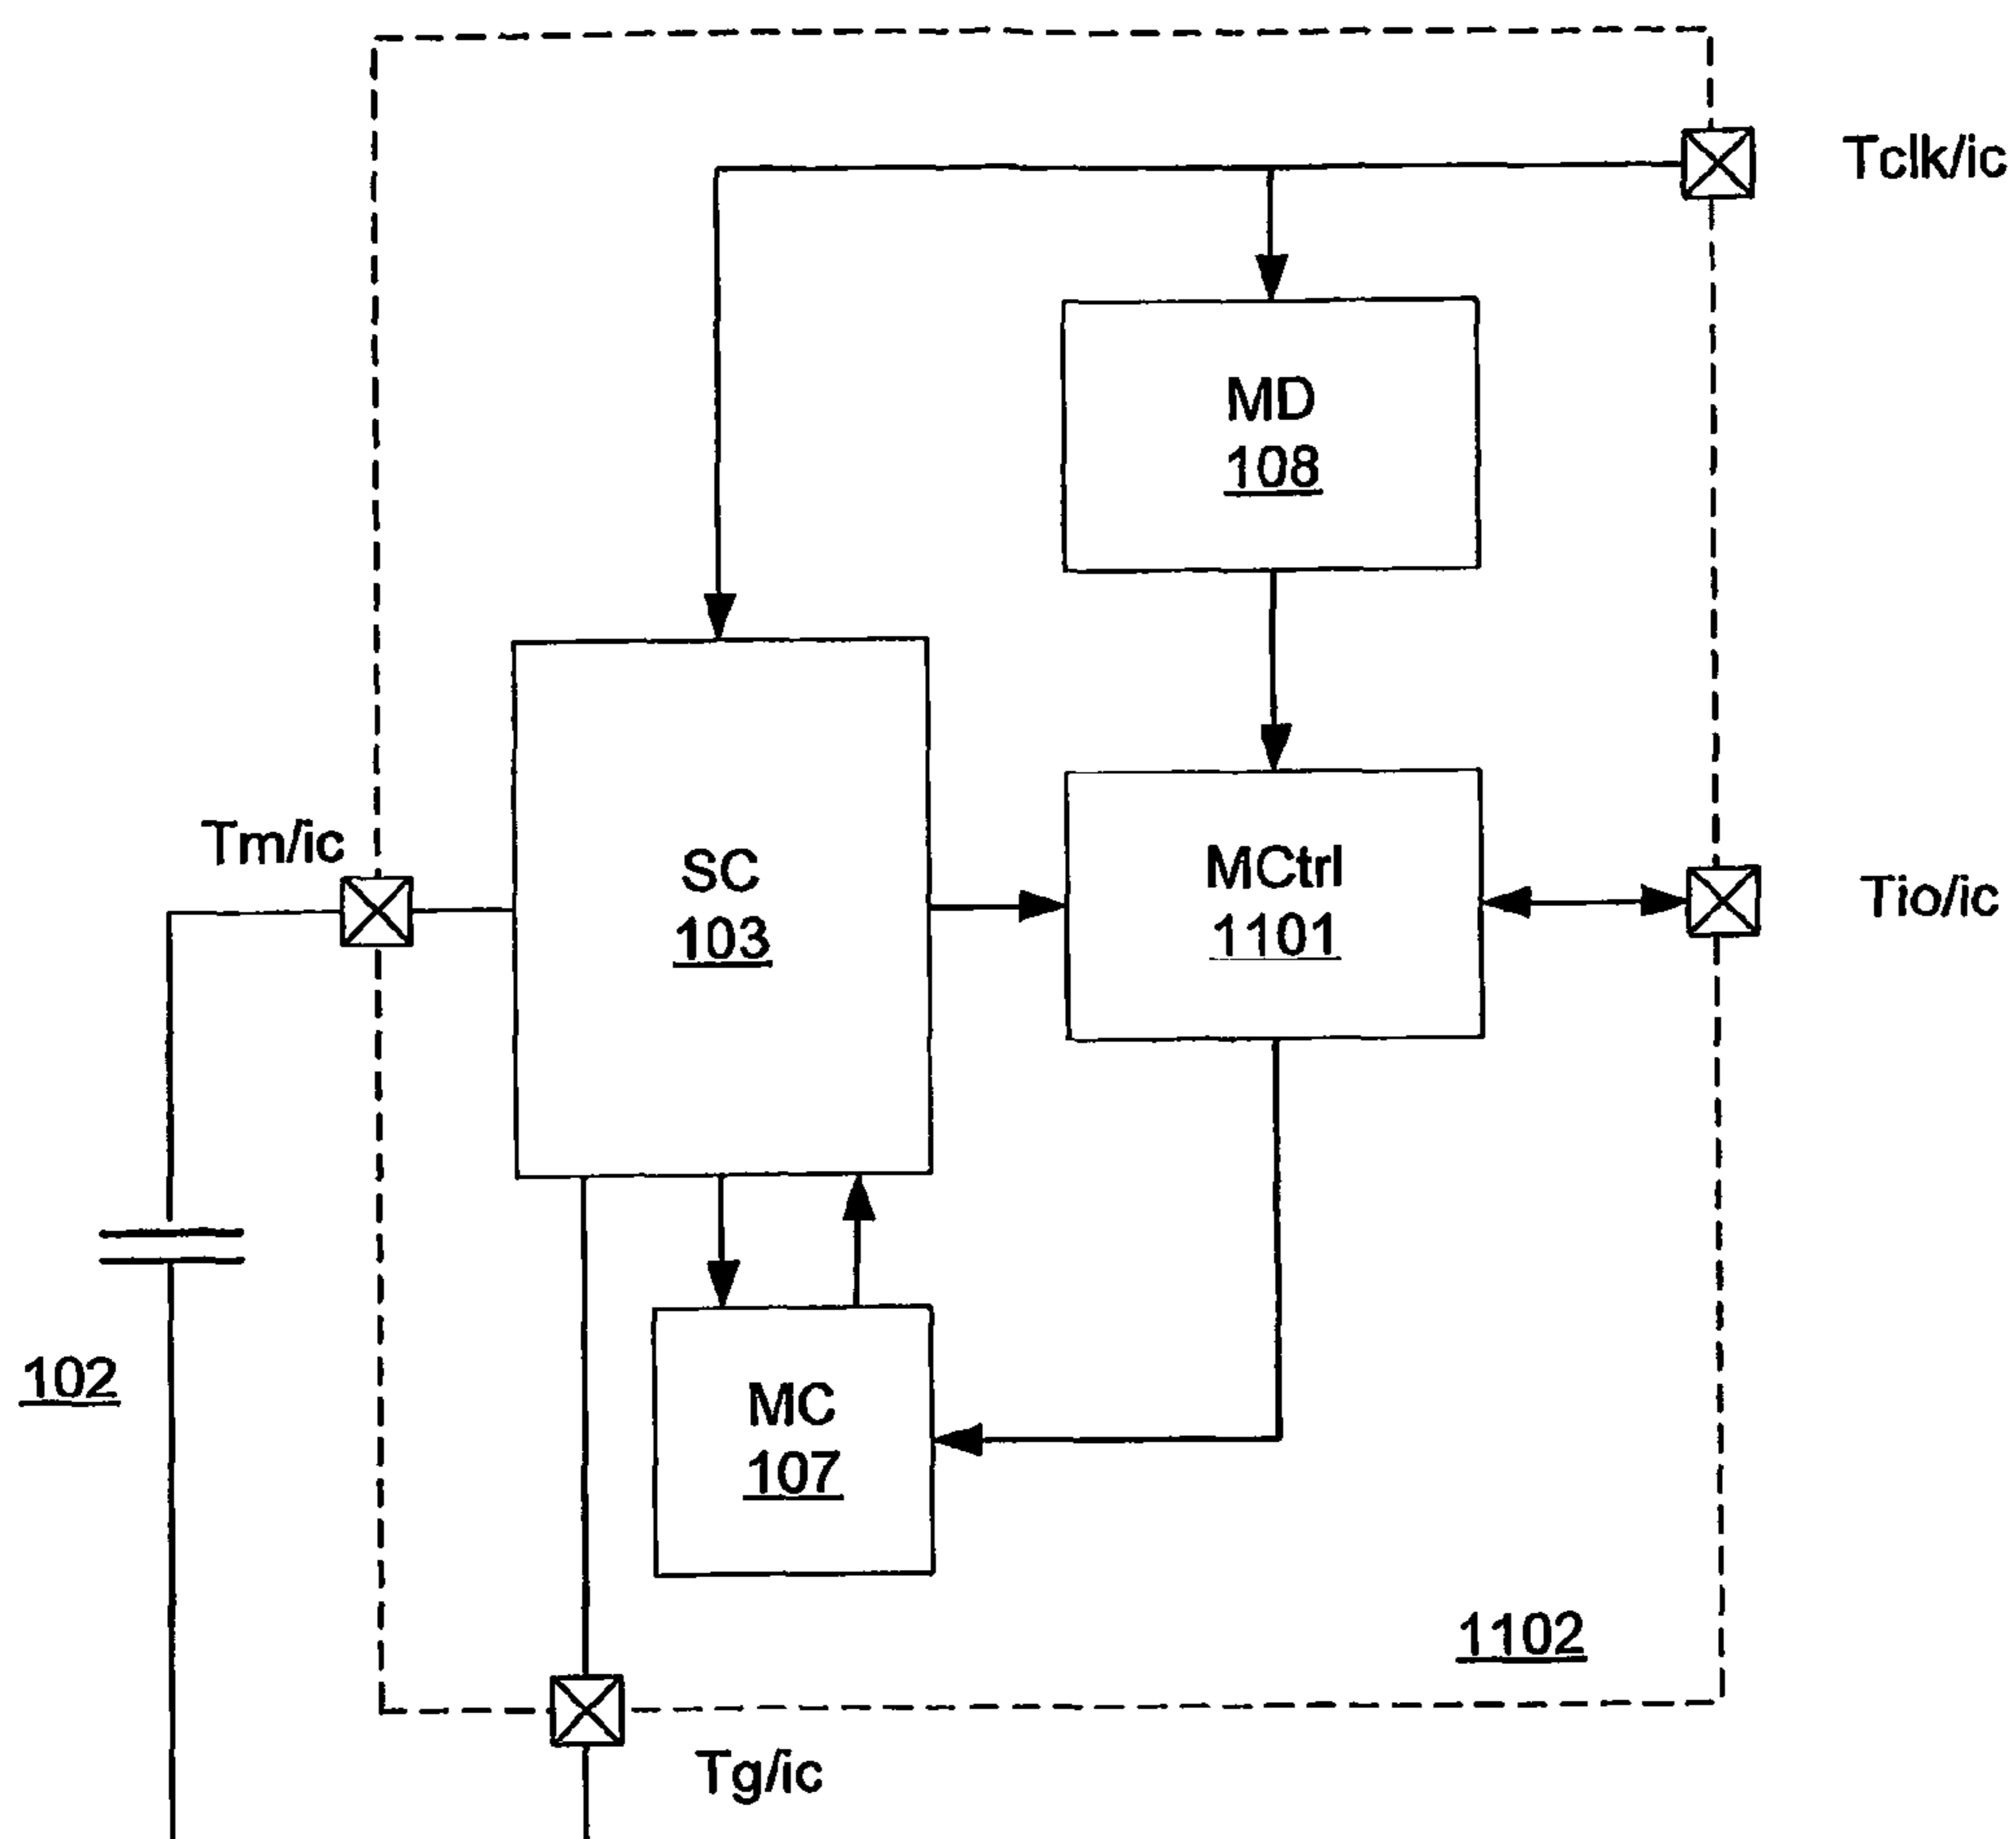 Tclk/ic
MD
108
Tm/ic
SC
103
MCtrl
1101
Tio/ic
102
MC
107
1102
Tg/ic